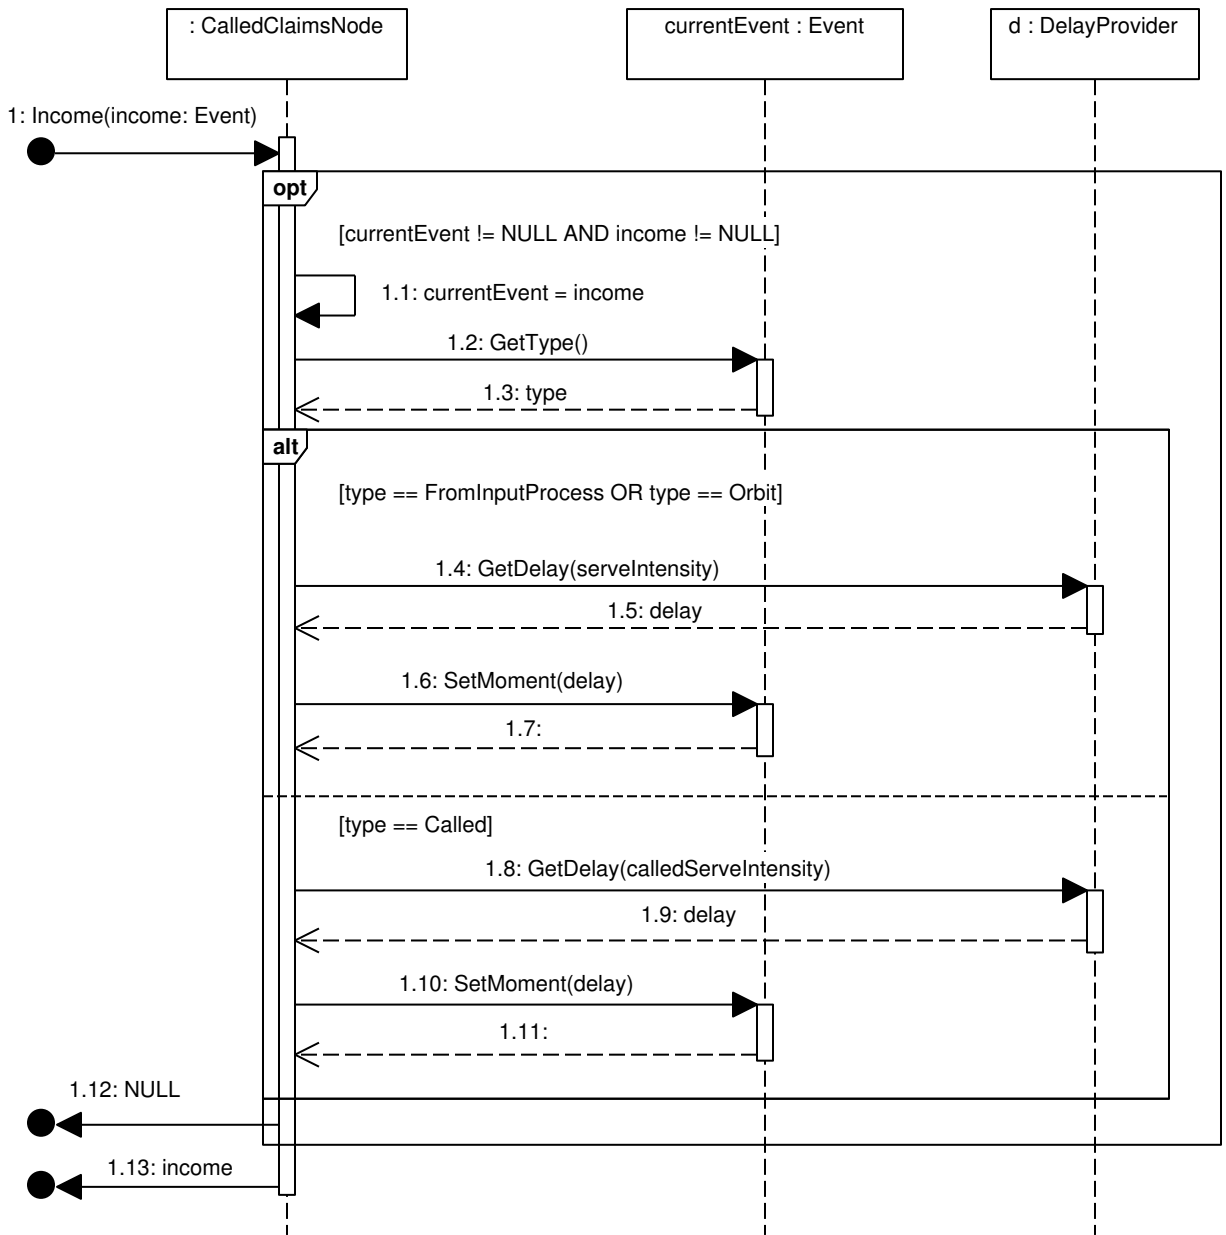 : CalledClaimsNode
currentEvent : Event
d : DelayProvider
1: Income(income: Event)
opt
[currentEvent != NULL AND income != NULL]
1.1: currentEvent = income
1.2: GetType()
1.3: type
alt
[type == FromInputProcess OR type == Orbit]
1.4: GetDelay(serveIntensity)
1.5: delay
1.6: SetMoment(delay)
1.7:
[type == Called]
1.8: GetDelay(calledServeIntensity)
1.9: delay
1.10: SetMoment(delay)
1.11:
1.12: NULL
1.13: income